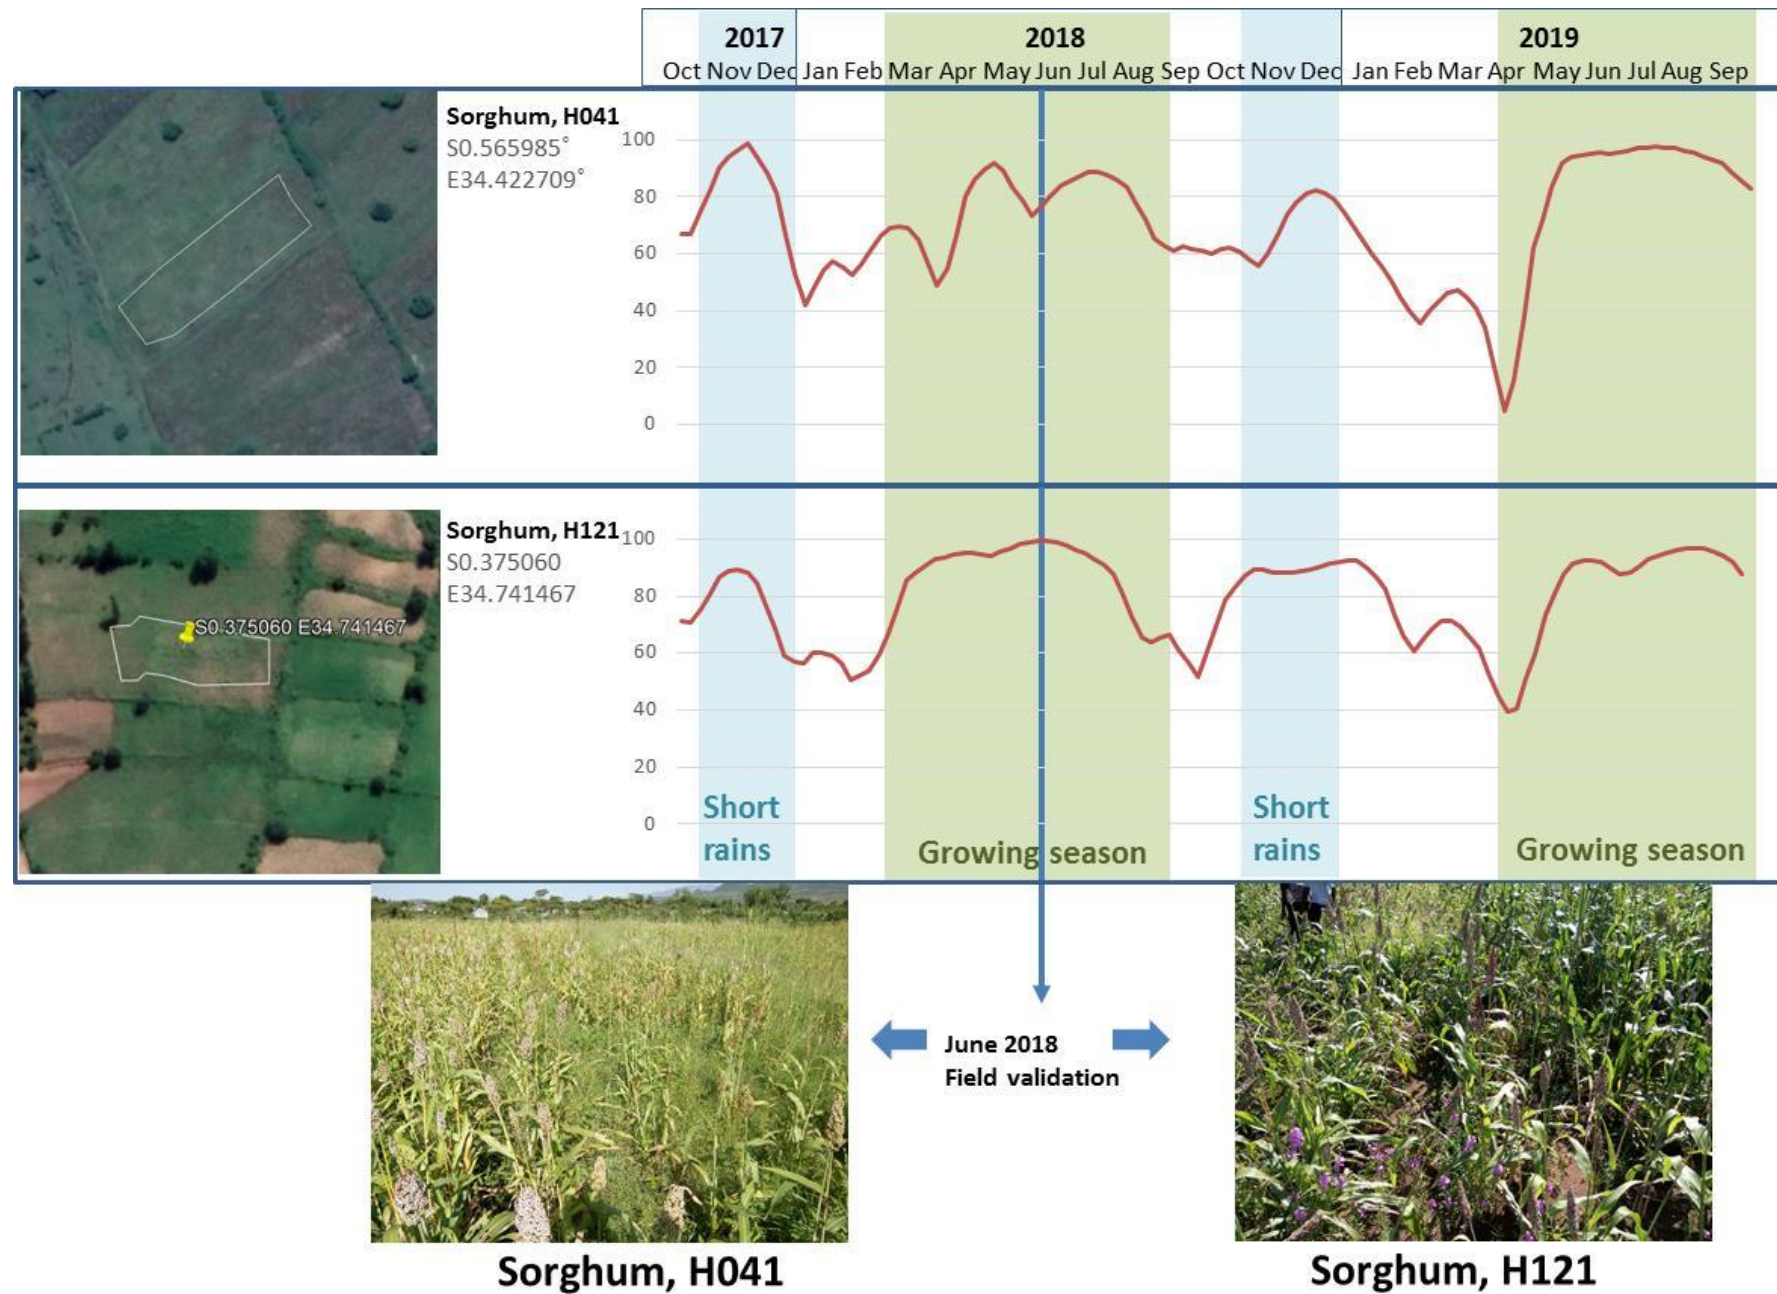 2017 2018 2019
Oct Nov Dec Jan Feb Mar Apr May Jun Jul Aug Sep Oct Nov Dec Jan Feb Mar Apr May Jun Jul Aug Sep
Sorghum, H041
S0.565985°
E34.422709°
100
80
60
40
20
0
Sorghum, H121
S0.375060
E34.741467
S0.375060 E34.741467
100
80
60
40
20
0
Short
rains
Growing season
Short
rains
Growing season
June 2018
Field validation
Sorghum, H041
Sorghum, H121